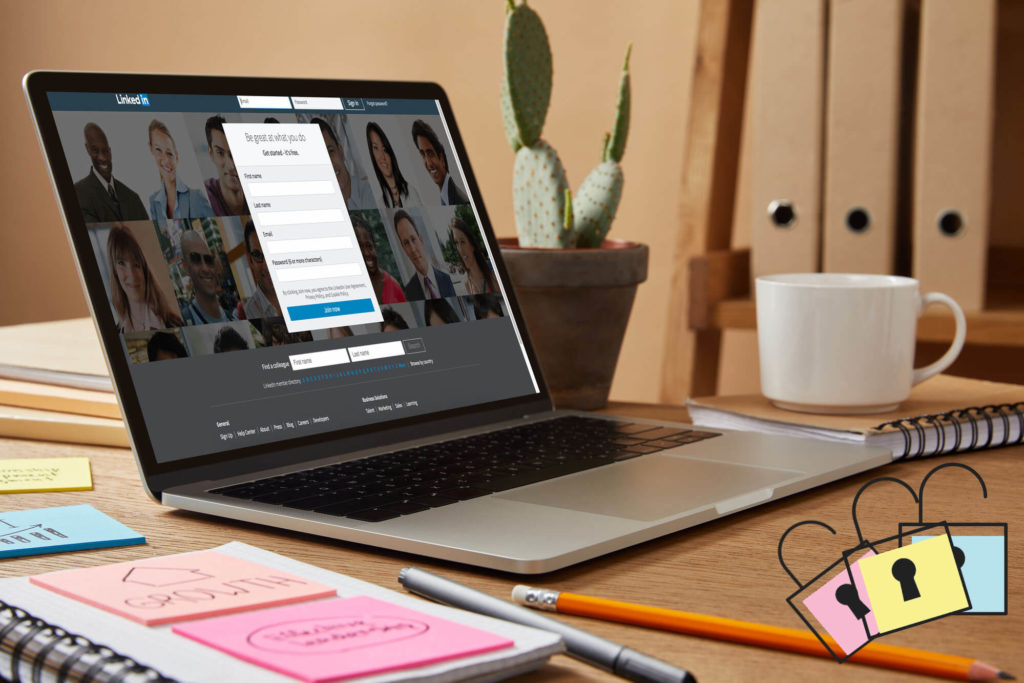 Linked in
Email
Password
Sign In
Forgot password?
Be great at what you do.
Get started - it's free.
First name
Last name
Email
Password (6 or more characters)
By clicking Join now, you agree to the LinkedIn User Agreement,
Privacy Policy, and Cookie Policy.
Join now
Find a colleague
First name
Last name
Search
LinkedIn member directory:
Browse by country
General
Sign Up | Help Center | About | Press | Blog | Careers | Developers
Business Solutions
Talent | Marketing | Sales | Learning
GROWTH